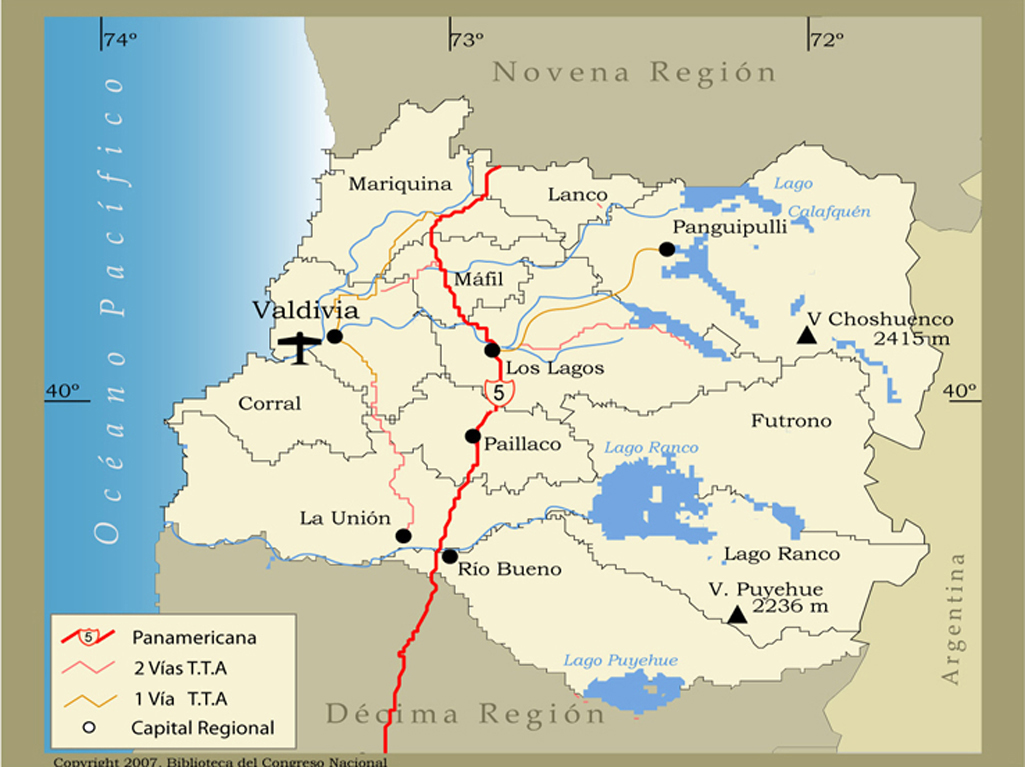 74º
73º
72º
Novena Región
Océano Pacífico
Mariquina
Lanco
Lago
Calafquén
Panguipulli
Máfil
Valdivia
V Choshuenco
2415 m
Los Lagos
40º
5
40º
Corral
Futrono
Paillaco
Lago Ranco
La Unión
Lago Ranco
Río Bueno
V. Puyehue
2236 m
Argentina
Lago Puyehue
Décima Región
5 Panamericana
2 Vías T.T.A
1 Vía T.T.A
Capital Regional
Copyright 2007, Biblioteca del Congreso Nacional